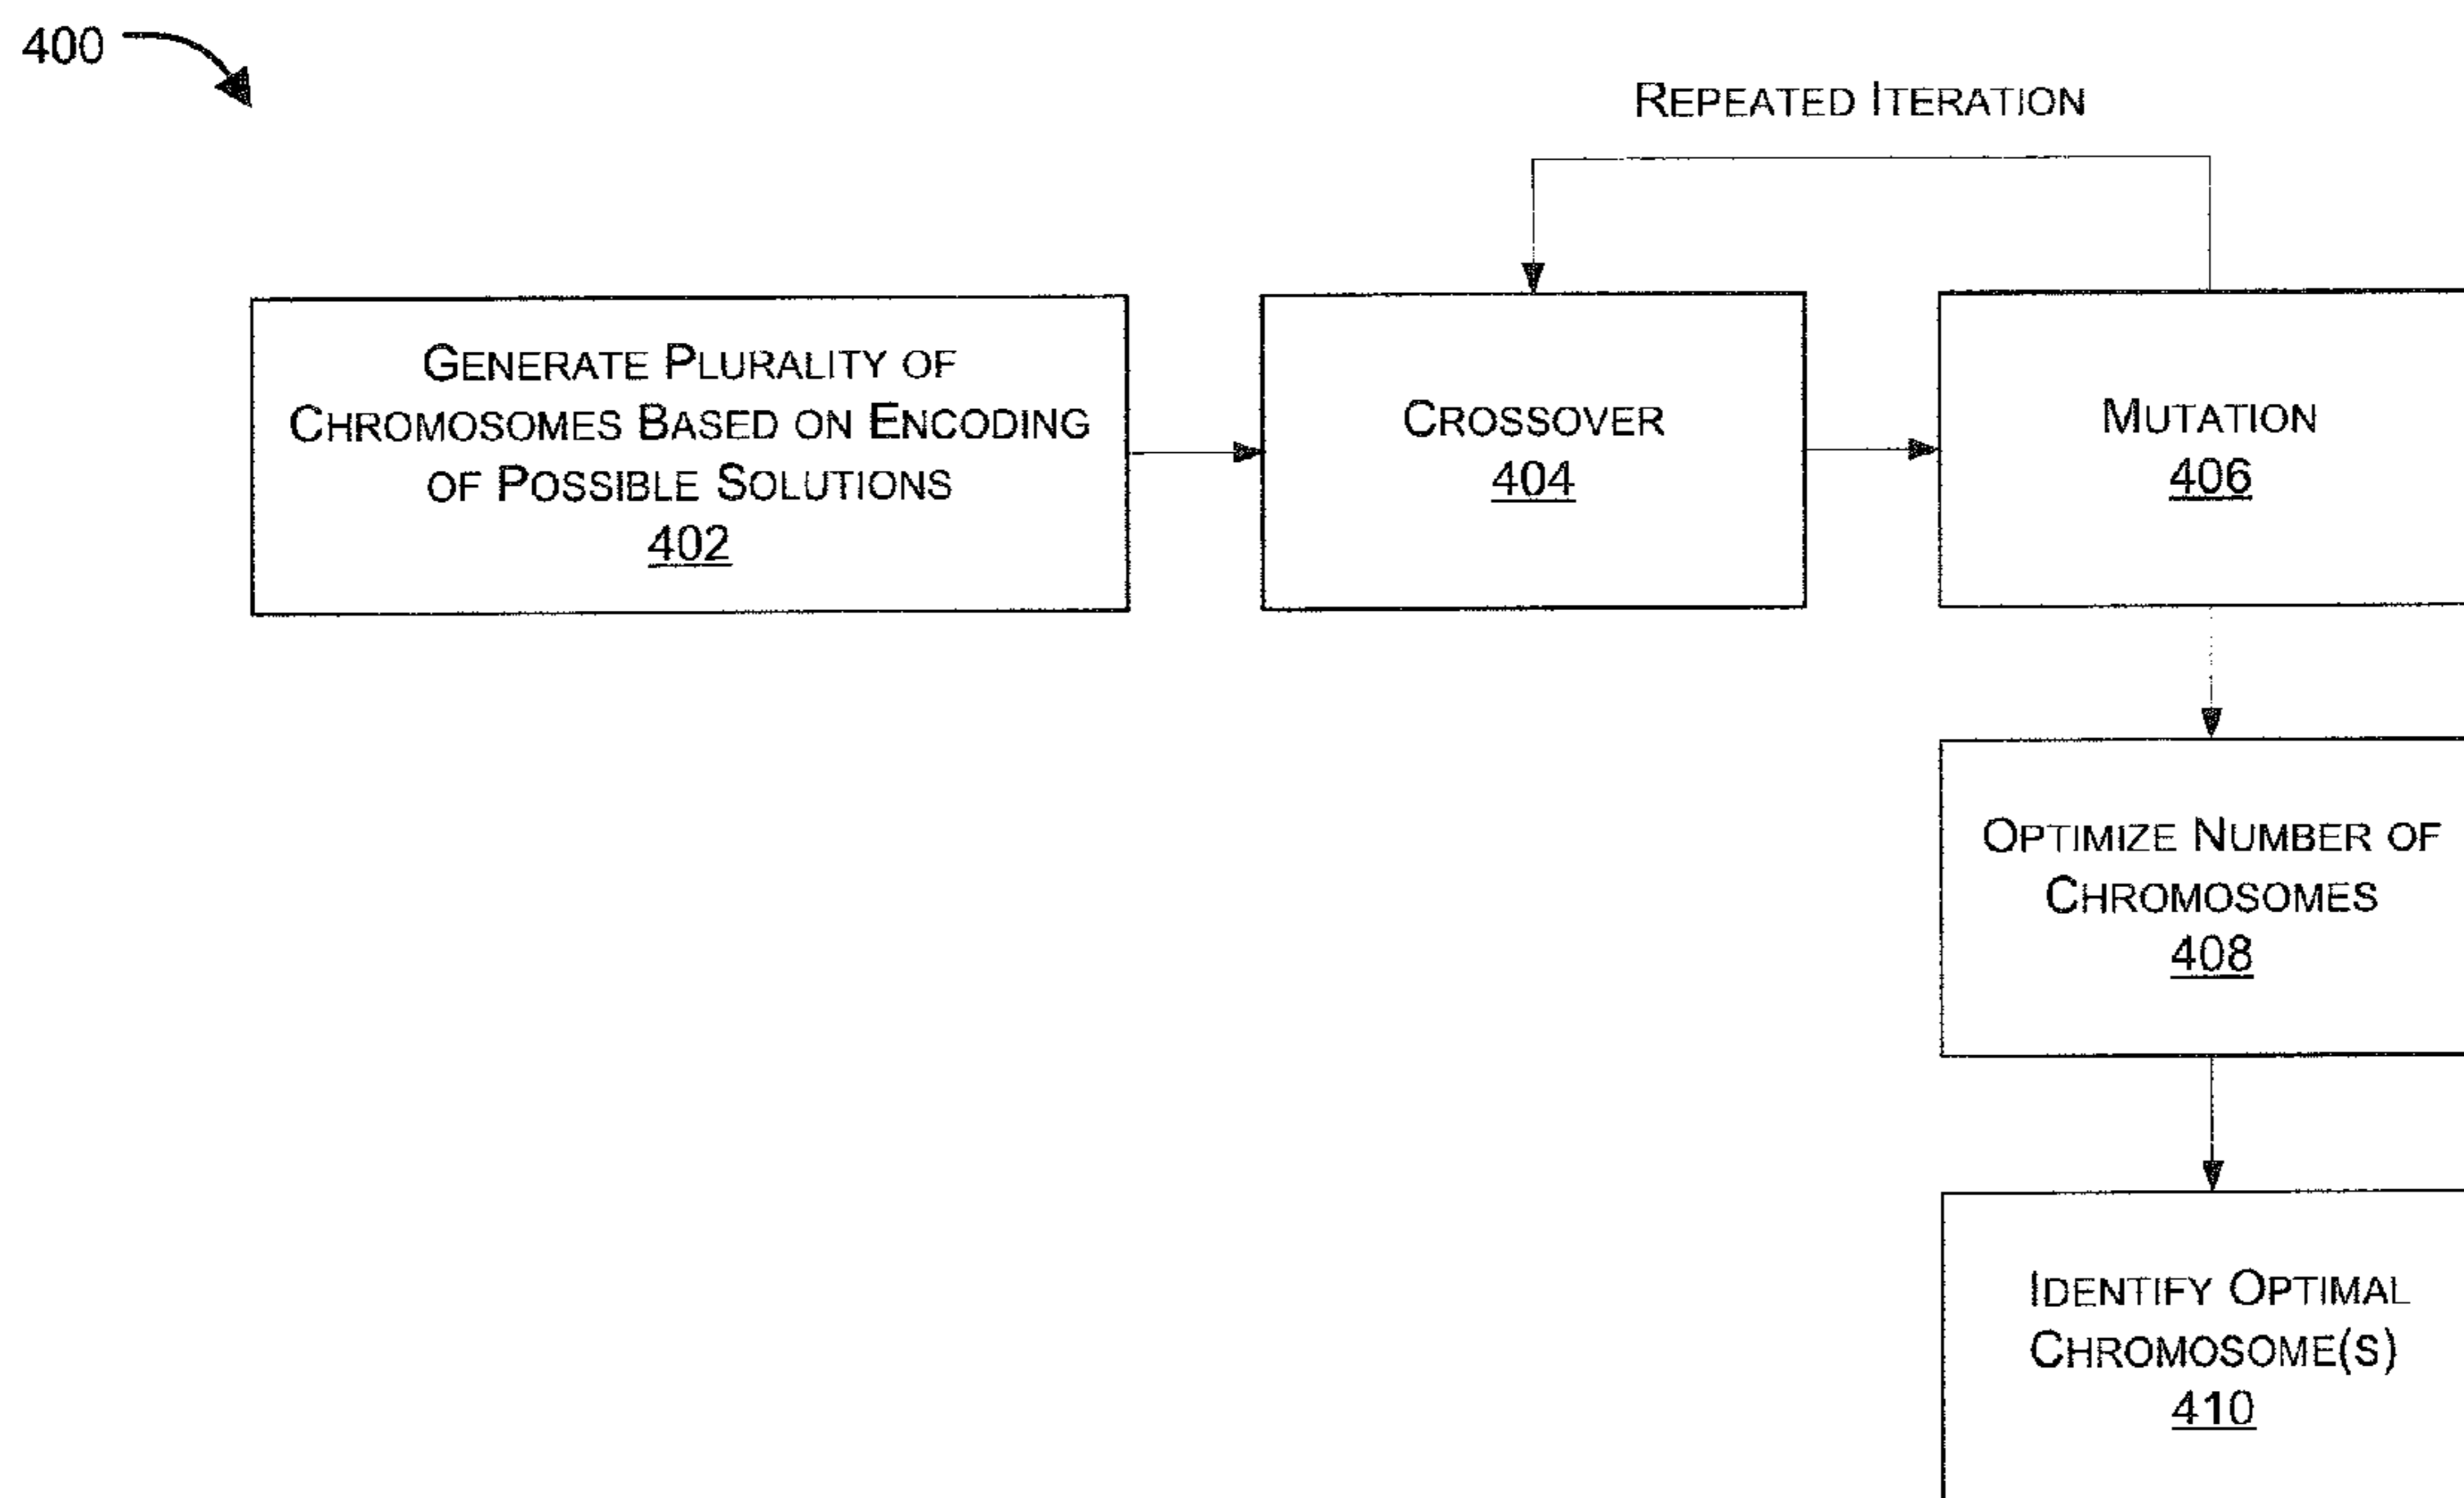 400
REPEATED ITERATION
GENERATE PLURALITY OF
CHROMOSOMES BASED ON ENCODING
OF POSSIBLE SOLUTIONS
402
CROSSOVER
404
MUTATION
406
OPTIMIZE NUMBER OF
CHROMOSOMES
408
IDENTIFY OPTIMAL
CHROMOSOME(S)
410